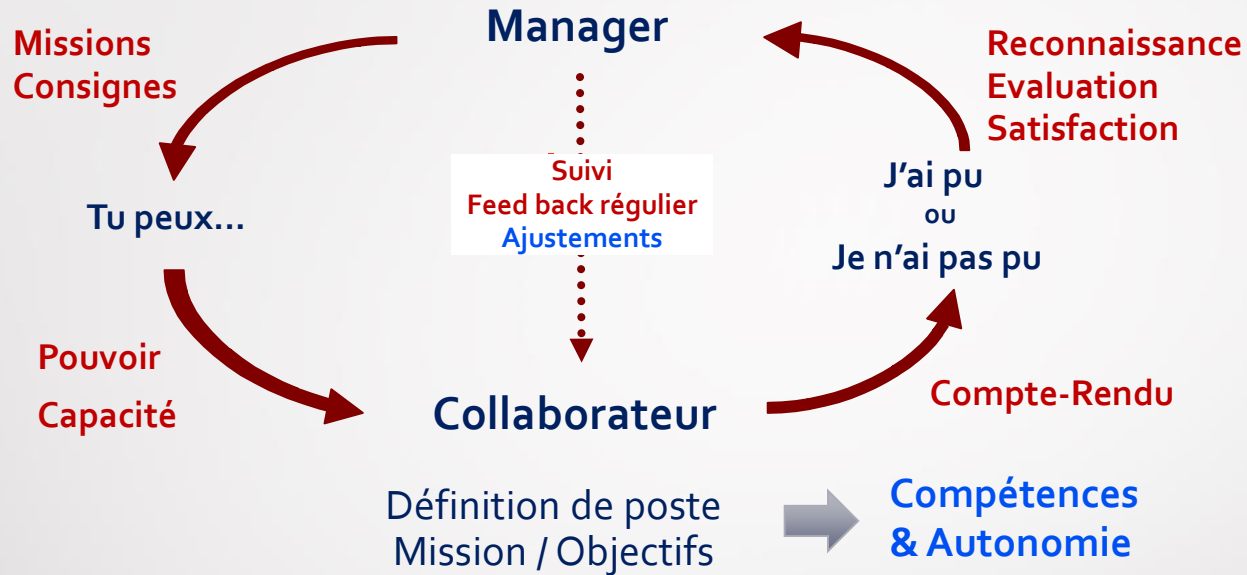 Manager
Missions
Consignes
Tu peux...
Pouvoir
Capacité
Suivi
Feed back régulier
Ajustements
Collaborateur
Compte-Rendu
J'ai pu
ou
Je n'ai pas pu
Reconnaissance
Evaluation
Satisfaction
Définition de poste
Mission / Objectifs
Compétences
& Autonomie